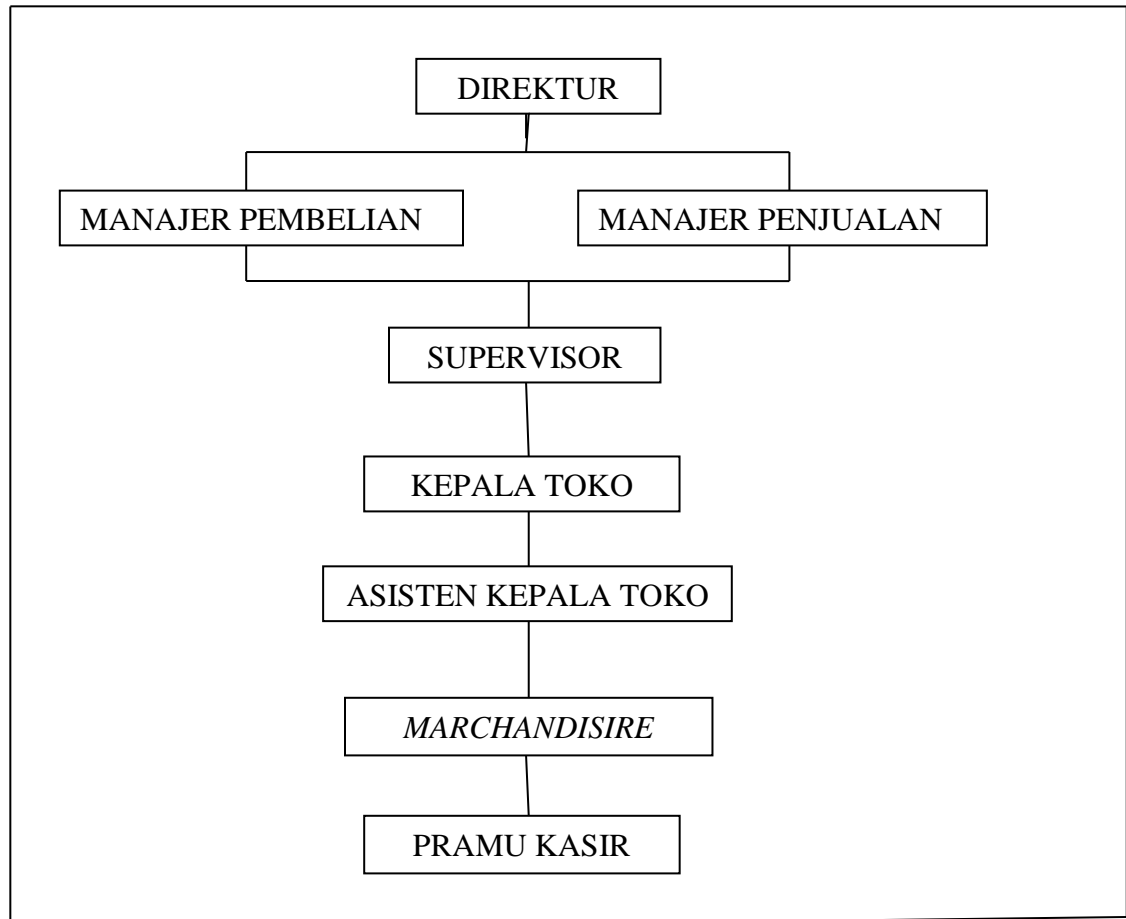 DIREKTUR
MANAJER PEMBELIAN
MANAJER PENJUALAN
SUPERVISOR
KEPALA TOKO
ASISTEN KEPALA TOKO
MARCHANDISIRE
PRAMU KASIR